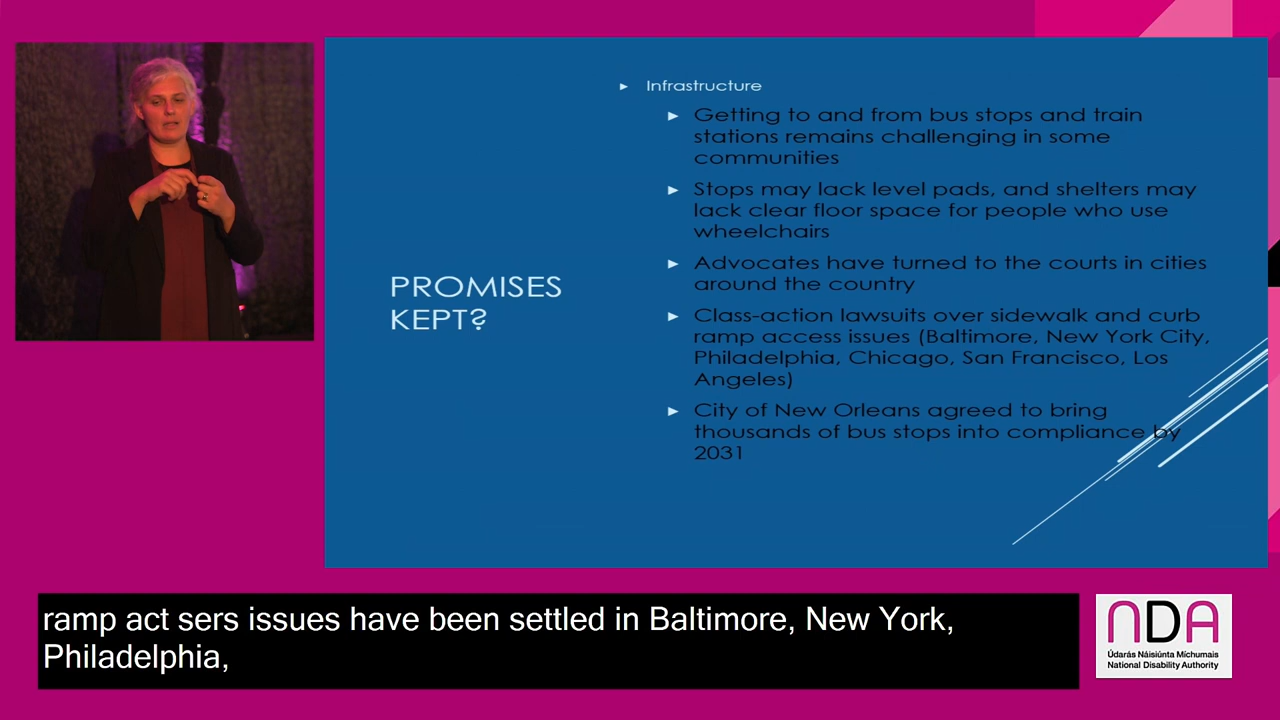 Infrastructure
Getting to and from bus stops and train
stations remains challenging in some
communities
Stops may lack level pads, and shelters may
lack clear floor space for people who use
wheelchairs
Advocates have turned to the courts in cities
around the country
Class-action lawsuits over sidewalk and curb
ramp access issues (Baltimore, New York City,
Philadelphia, Chicago, San Francisco, Los
Angeles)
City of New Orleans agreed to bring
thousands of bus stops into compliance by
2031
PROMISES
KEPT?
ramp act sers issues have been settled in Baltimore, New York,
Philadelphia,
NDA
Údarás Náisiúnta Míchumais
National Disability Authority